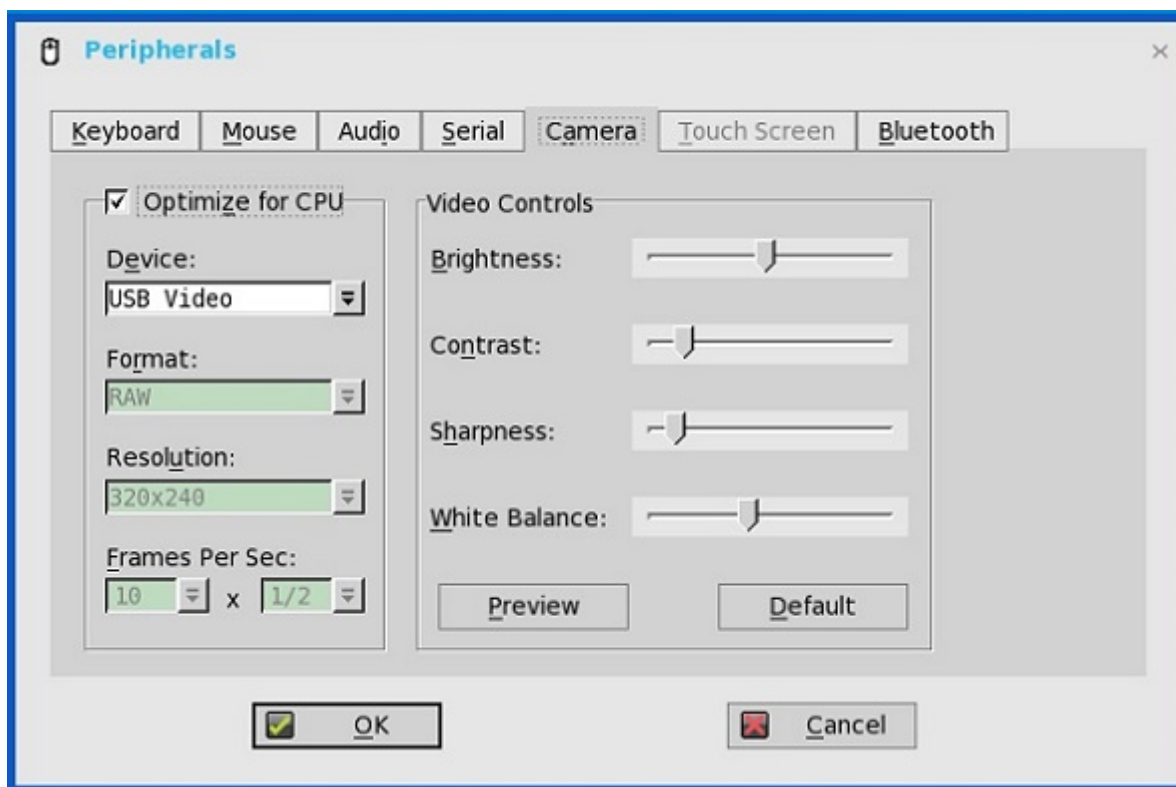 Peripherals
Keyboard Mouse Audio Serial Camera Touch Screen Bluetooth
Optimize for CPU
Device:
USB Video
Format:
RAW
Resolution:
320x240
Frames Per Sec:
10 x 1/2
Video Controls
Brightness:
Contrast:
Sharpness:
White Balance:
Preview Default
OK Cancel